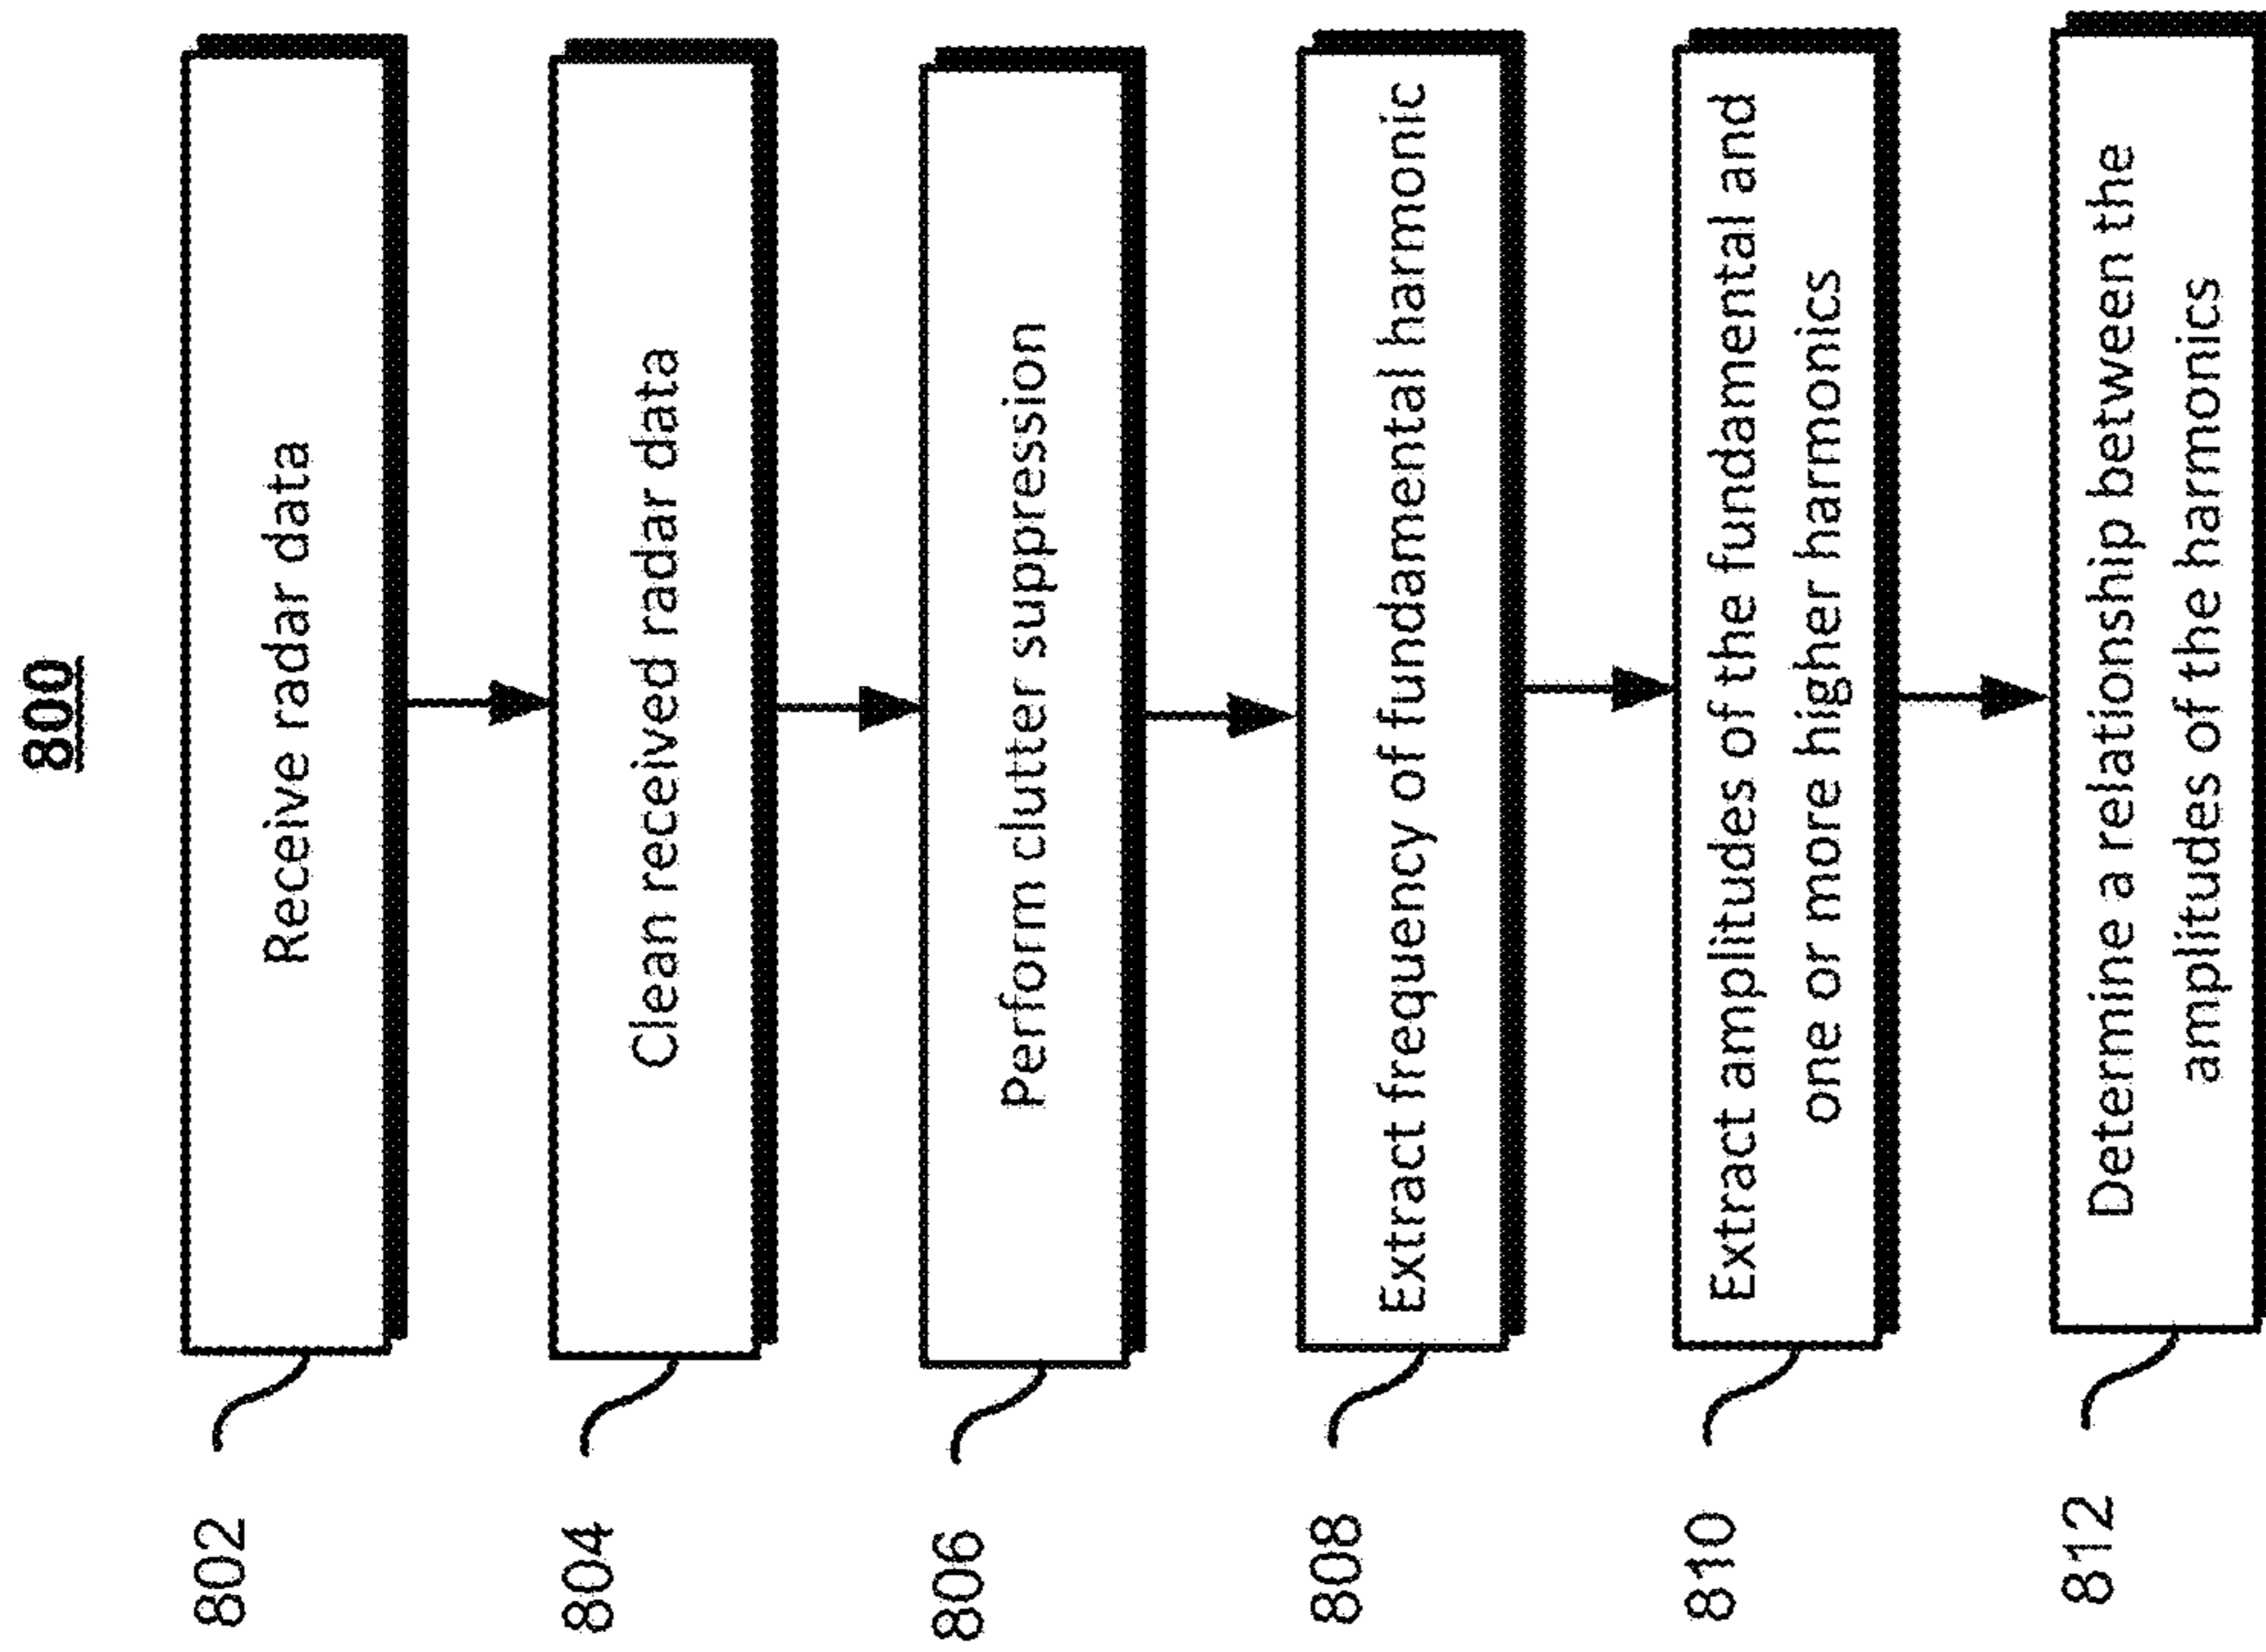 800
802
Receive radar data
804
Clean received radar data
806
Perform clutter suppression
808
Extract frequency of fundamental harmonic
810
Extract amplitudes of the fundamental and
one or more higher harmonics
812
Determine a relationship between the
amplitudes of the harmonics